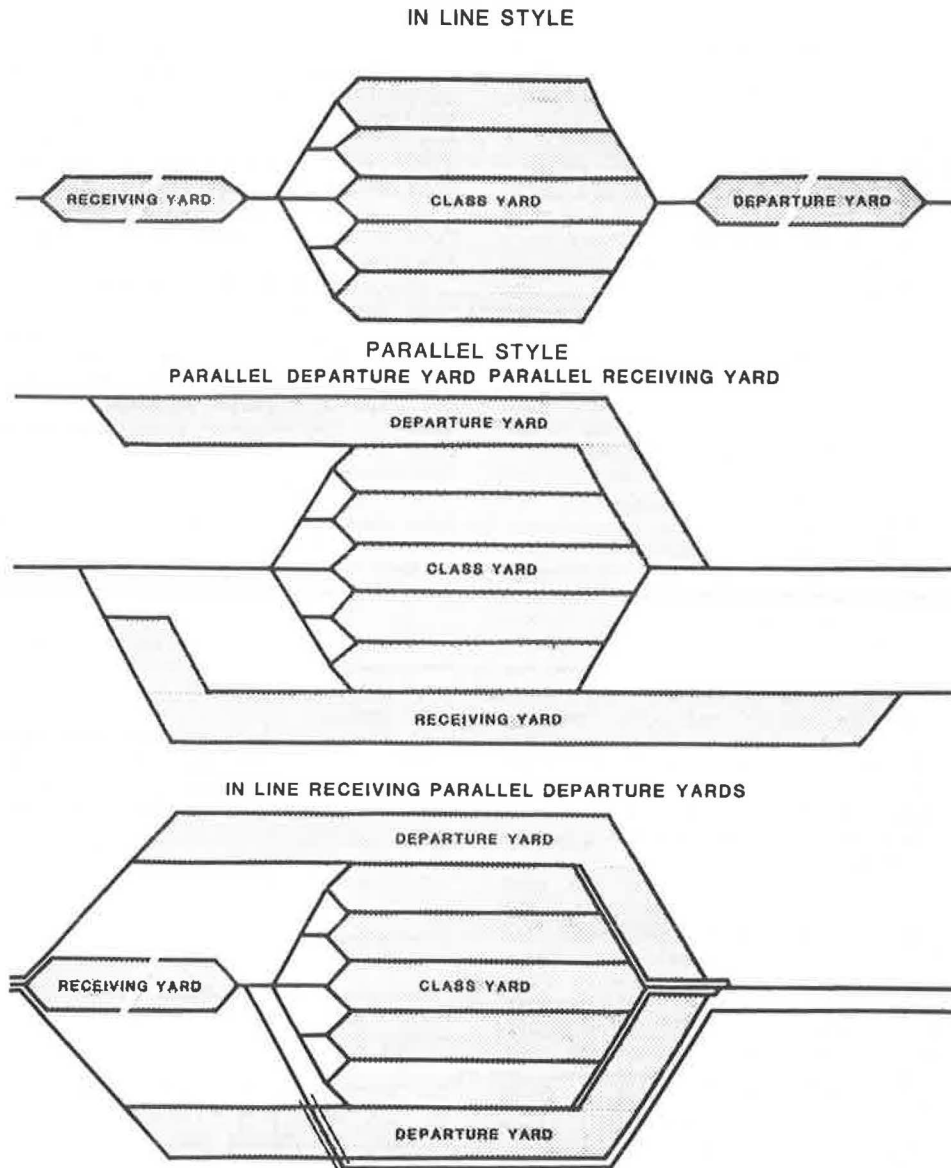 IN LINE STYLE
RECEIVING YARD
CLASS YARD
DEPARTURE YARD
PARALLEL STYLE
PARALLEL DEPARTURE YARD PARALLEL RECEIVING YARD
DEPARTURE YARD
CLASS YARD
RECEIVING YARD
IN LINE RECEIVING PARALLEL DEPARTURE YARDS
DEPARTURE YARD
RECEIVING YARD
CLASS YARD
DEPARTURE YARD